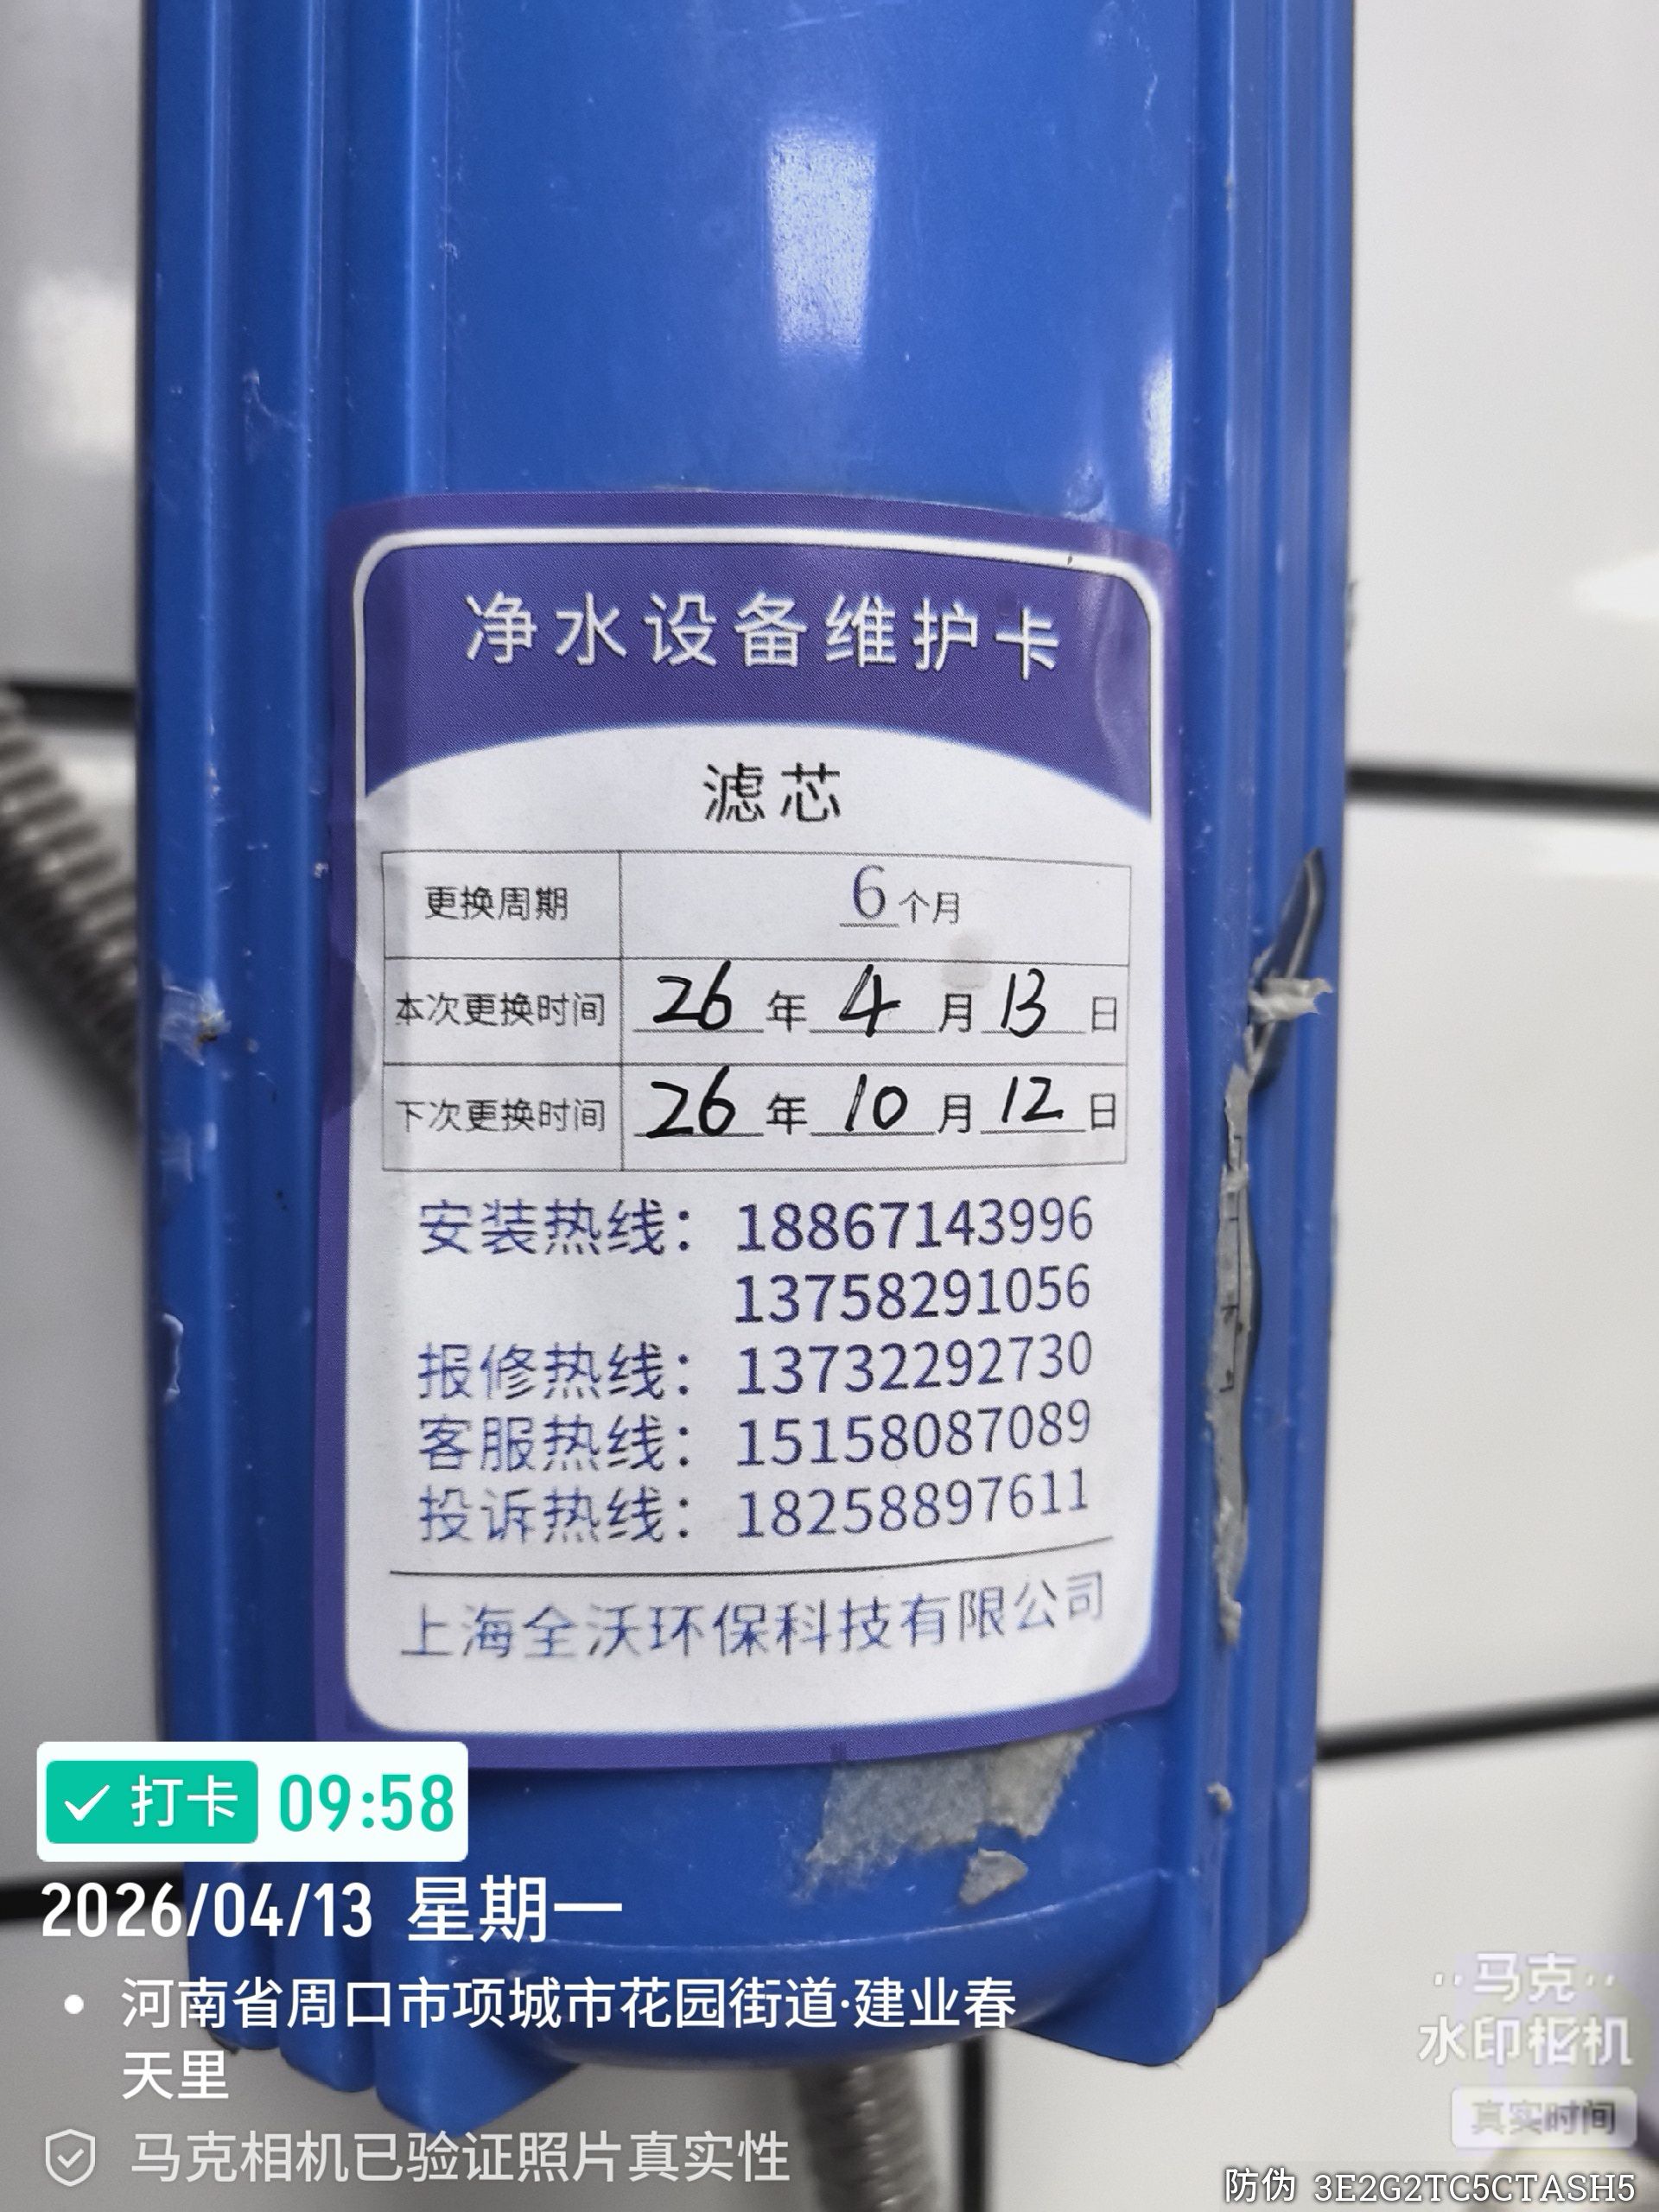 净水设备维护卡
滤芯
更换周期 6个月
本次更换时间 26年4月13日
下次更换时间 26年10月12日
安装热线：18867143996
13758291056
报修热线：13732292730
客服热线：15158087089
投诉热线：18258897611
上海全沃环保科技有限公司
打卡 09:58
2026/04/13 星期一
河南省周口市项城市花园街道·建业春
天里
马克相机已验证照片真实性
马克
水印相机
真实时间
防伪 3E2G2TC5CTASH5